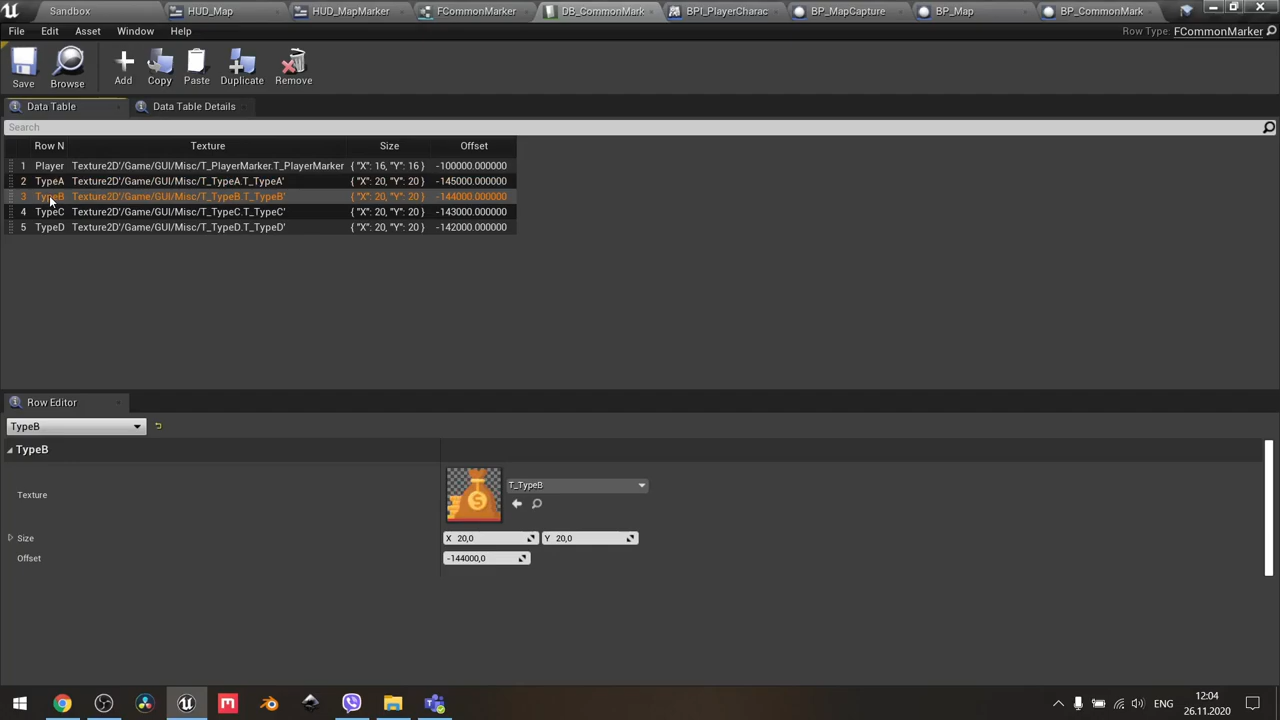 Sandbox HUD_Map HUD_MapMarker FCommonMarker DB_CommonMark BPI_PlayerCharac BP_MapCapture BP_Map BP_CommonMark
File Edit Asset Window Help Row Type: FCommonMarker
Save Browse Add Copy Paste Duplicate Remove
Data Table Data Table Details
Search
Row N Texture Size Offset
1 Player Texture2D'/Game/GUI/Misc/T_PlayerMarker.T_PlayerMarker { "X": 16, "Y": 16 } -100000.000000
2 TypeA Texture2D'/Game/GUI/Misc/T_TypeA.T_TypeA' { "X": 20, "Y": 20 } -145000.000000
3 TypeB Texture2D'/Game/GUI/Misc/T_TypeB.T_TypeB' { "X": 20, "Y": 20 } -144000.000000
4 TypeC Texture2D'/Game/GUI/Misc/T_TypeC.T_TypeC' { "X": 20, "Y": 20 } -143000.000000
5 TypeD Texture2D'/Game/GUI/Misc/T_TypeD.T_TypeD' { "X": 20, "Y": 20 } -142000.000000
Row Editor
TypeB
TypeB
Texture T_TypeB
Size X 20,0 Y 20,0
Offset -144000,0
ENG 12:04
26.11.2020